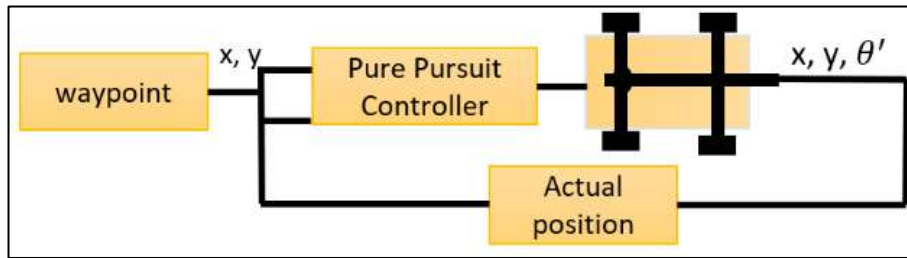 waypoint
x, y
Pure Pursuit
Controller
x, y, θ′
Actual
position